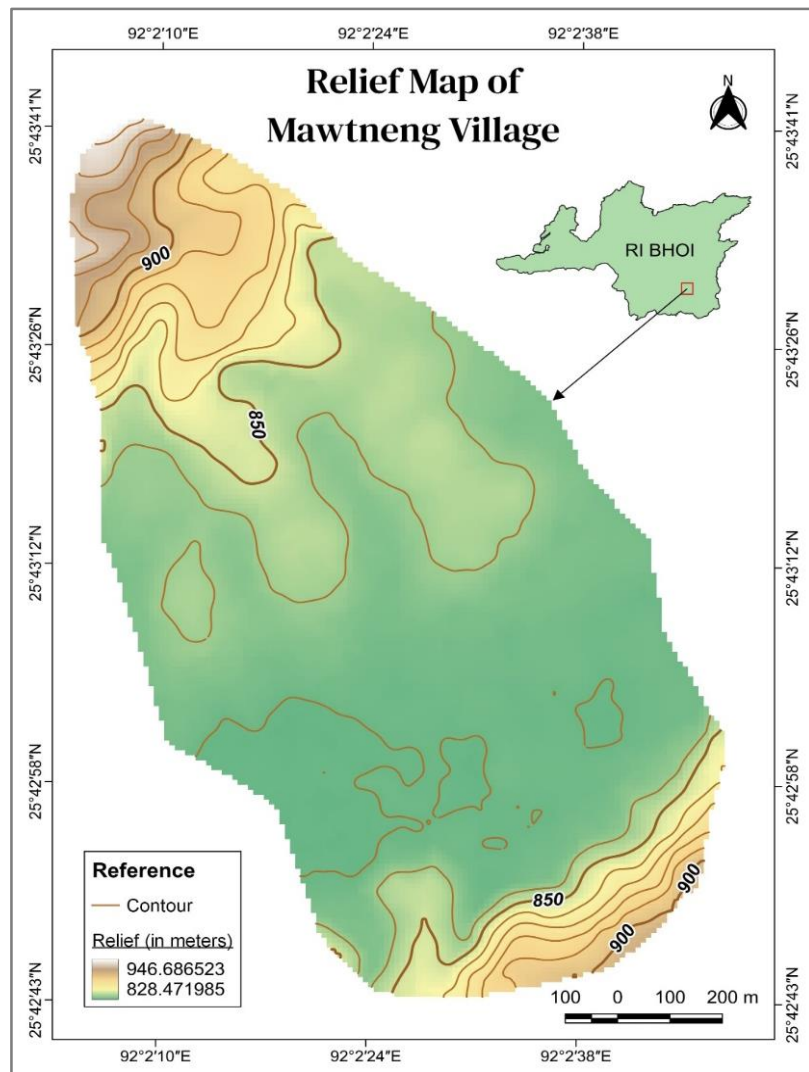 92°2'10"E 92°2'24"E 92°2'38"E
Relief Map of
Mawtneng Village
N
25°43'41"N
25°43'41"N
RI BHOI
900
25°43'26"N
25°43'26"N
850
25°43'12"N
25°43'12"N
25°42'58"N
25°42'58"N
Reference
Contour
Relief (in meters)
946.686523
828.471985
850
900
900
100 0 100 200 m
25°42'43"N
25°42'43"N
92°2'10"E 92°2'24"E 92°2'38"E